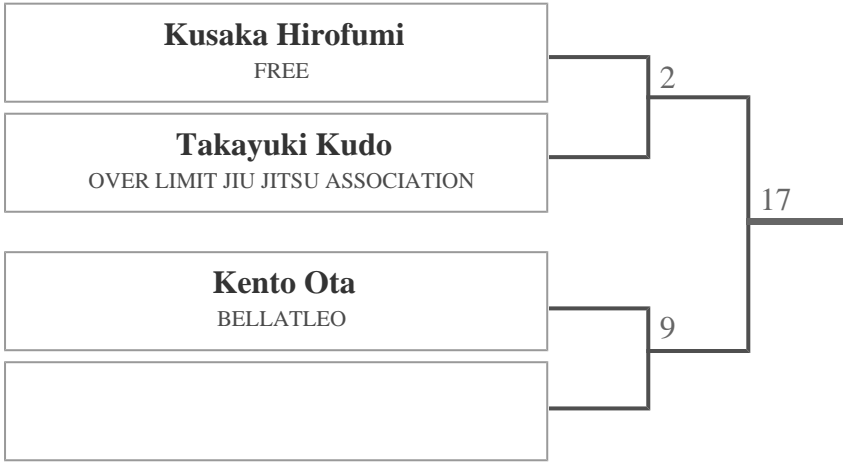 Kusaka Hirofumi
FREE
2
Takayuki Kudo
OVER LIMIT JIU JITSU ASSOCIATION
17
Kento Ota
BELLATLEO
9